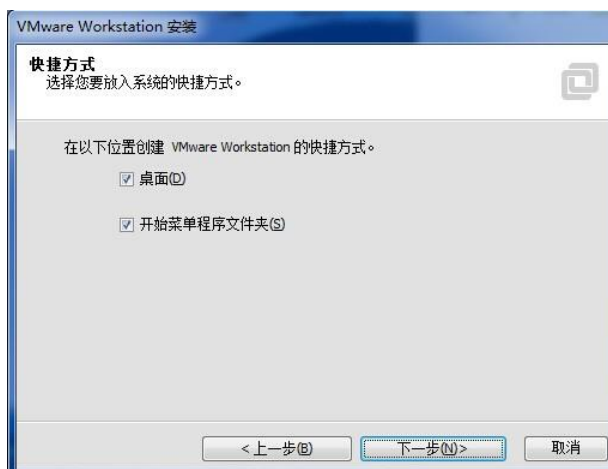 VMware Workstation 安装
快捷方式
选择您要放入系统的快捷方式。
在以下位置创建 VMware Workstation 的快捷方式。
桌面(D)
开始菜单程序文件夹(S)
<上一步(B)
下一步(N)>
取消